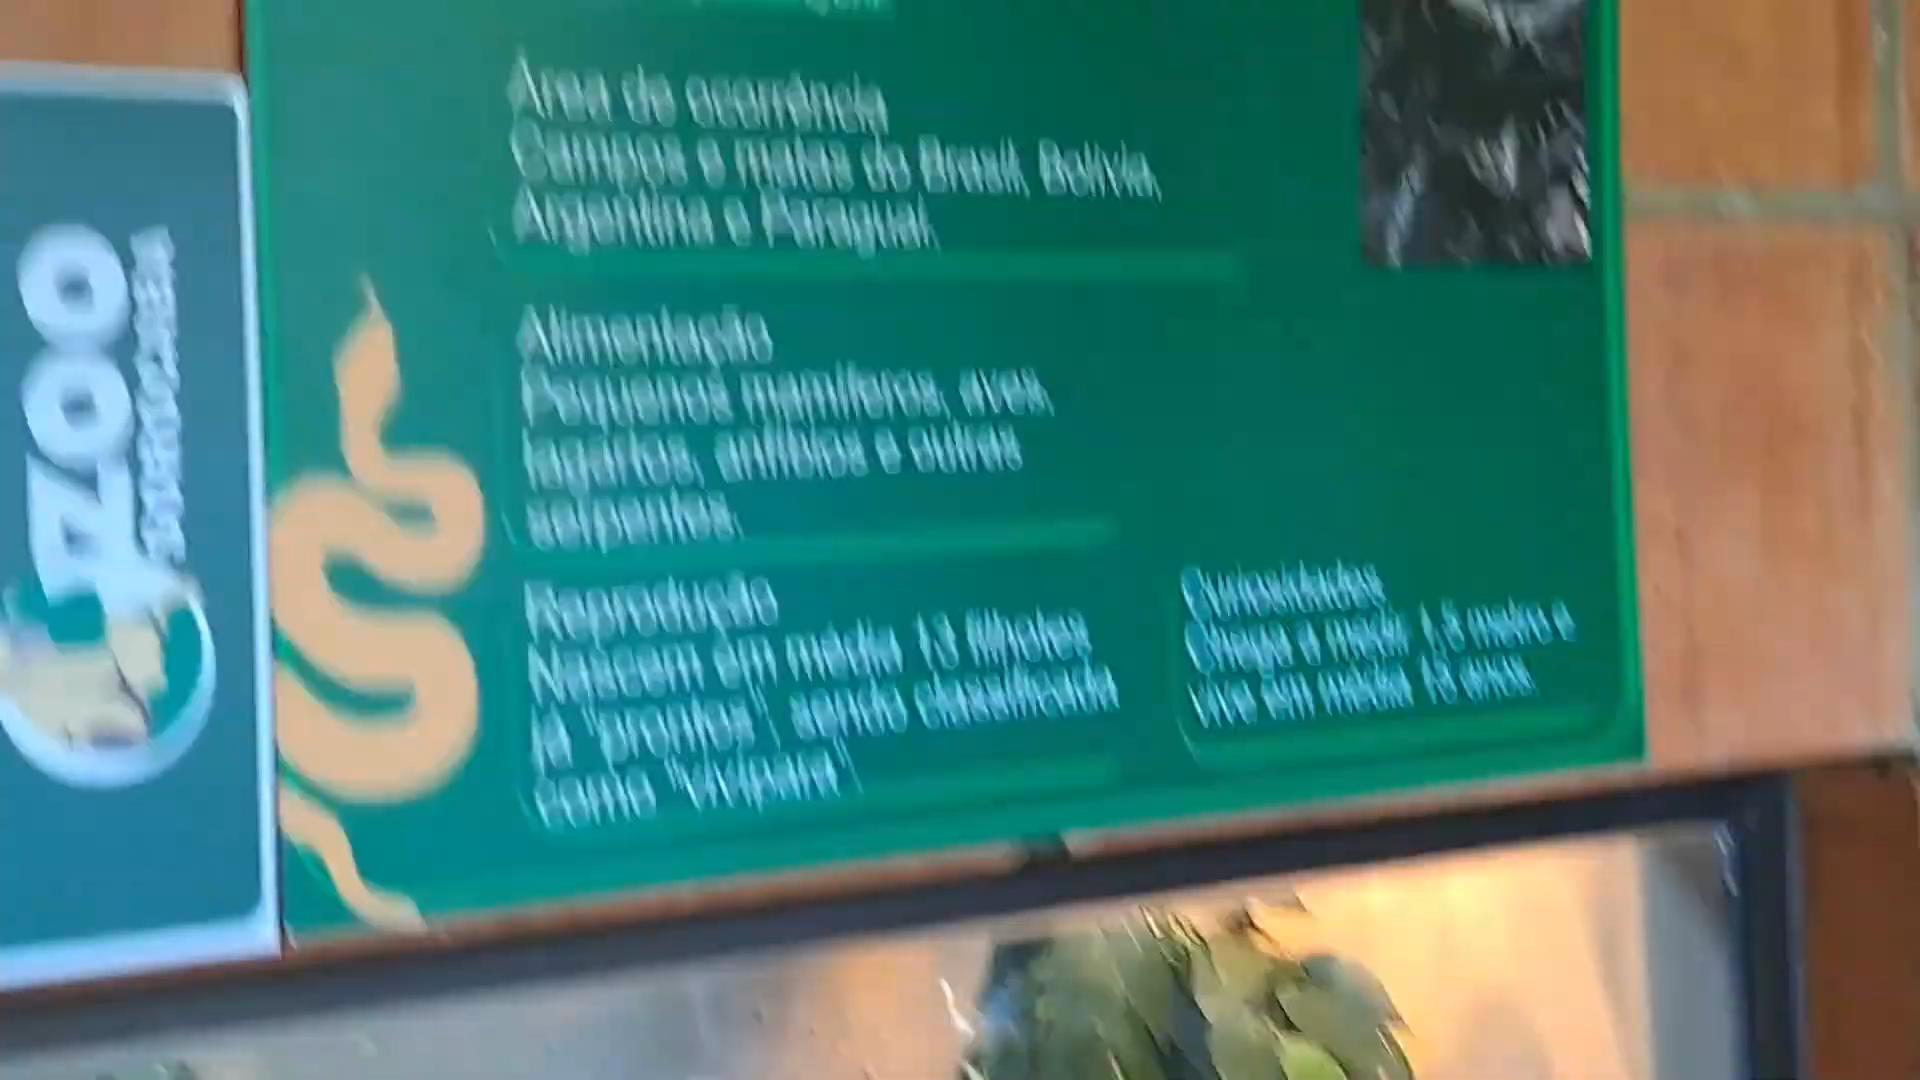 Área de ocorrência
Campos e matas do Brasil, Bolívia,
Argentina e Paraguai.
Alimentação
Pequenos mamíferos, aves,
lagartos, anfíbios e outras
serpentes.
Reprodução
Nascem em média 13 filhotes
já "prontos", sendo classificada
como "vivípara"
Curiosidades
Chega a medir 1,5 metro e
vive em média 15 anos.
ZOO